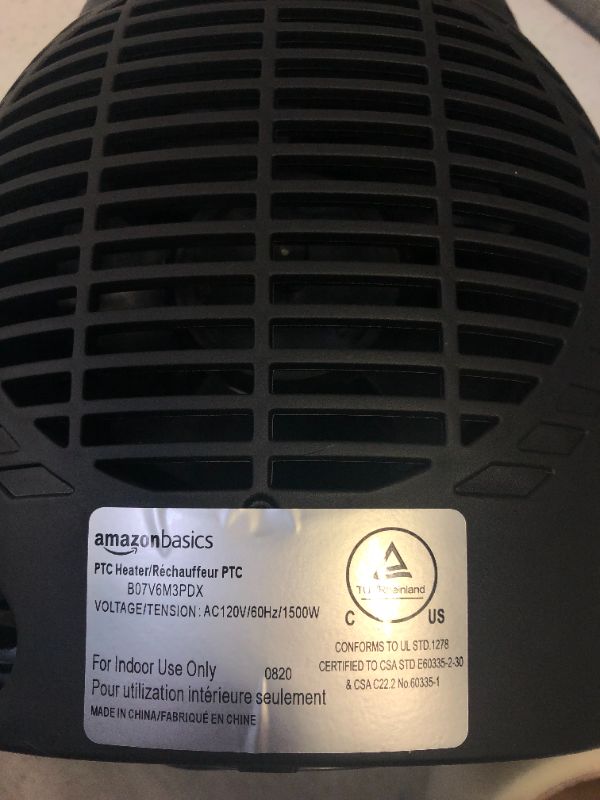 amazonbasics
PTC Heater/Réchauffeur PTC
B07V6M3PDX
VOLTAGE/TENSION: AC120V/60Hz/1500W
For Indoor Use Only 0820
Pour utilization intérieure seulement
MADE IN CHINA/FABRIQUÉ EN CHINE
TÜVRheinland
C US
CONFORMS TO UL STD.1278
CERTIFIED TO CSA STD E60335-2-30
& CSA C22.2 No.60335-1